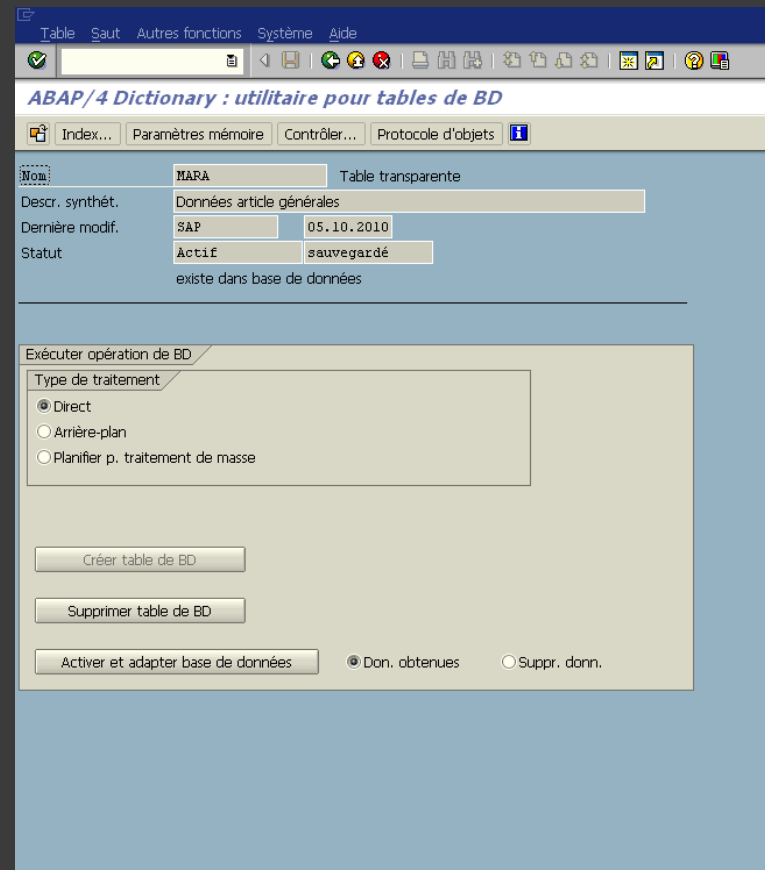 Table Saut Autres fonctions Système Aide
ABAP/4 Dictionary : utilitaire pour tables de BD
Index... Paramètres mémoire Contrôler... Protocole d'objets
Nom MARA Table transparente
Descr. synthét. Données article générales
Dernière modif. SAP 05.10.2010
Statut Actif sauvegardé
existe dans base de données
Exécuter opération de BD
Type de traitement
Direct
Arrière-plan
Planifier p. traitement de masse
Créer table de BD
Supprimer table de BD
Activer et adapter base de données Don. obtenues Suppr. donn.